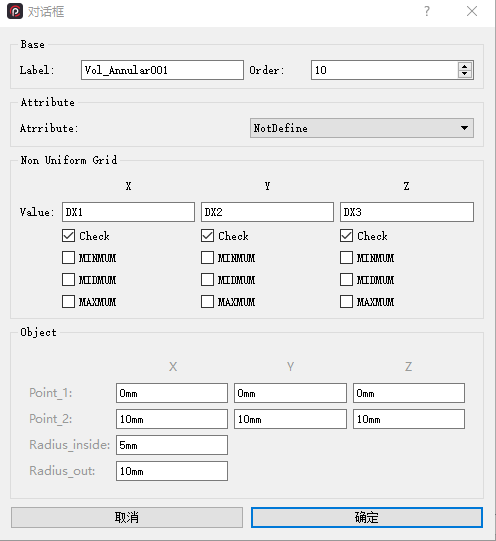 对话框
Base
Label: Vol_Annular001 Order: 10
Attribute
Atrribute: NotDefine
Non Uniform Grid
X Y Z
Value: DX1 DX2 DX3
Check Check Check
MINMUM MINMUM MINMUM
MIDMUM MIDMUM MIDMUM
MAXMUM MAXMUM MAXMUM
Object
X Y Z
Point_1: 0mm 0mm 0mm
Point_2: 10mm 10mm 10mm
Radius_inside: 5mm
Radius_out: 10mm
取消 确定